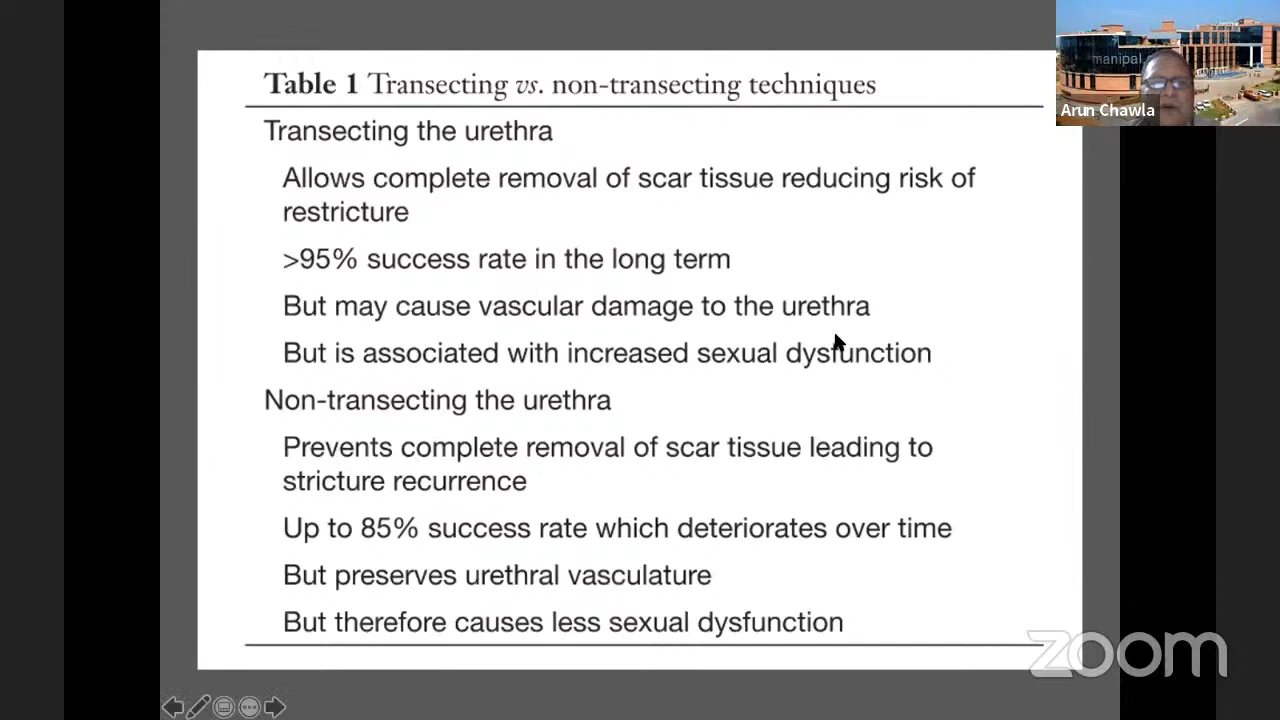 Table 1 Transecting vs. non-transecting techniques
Transecting the urethra
Allows complete removal of scar tissue reducing risk of
restricture
>95% success rate in the long term
But may cause vascular damage to the urethra
But is associated with increased sexual dysfunction
Non-transecting the urethra
Prevents complete removal of scar tissue leading to
stricture recurrence
Up to 85% success rate which deteriorates over time
But preserves urethral vasculature
But therefore causes less sexual dysfunction
manipal
Arun Chawla
zoom